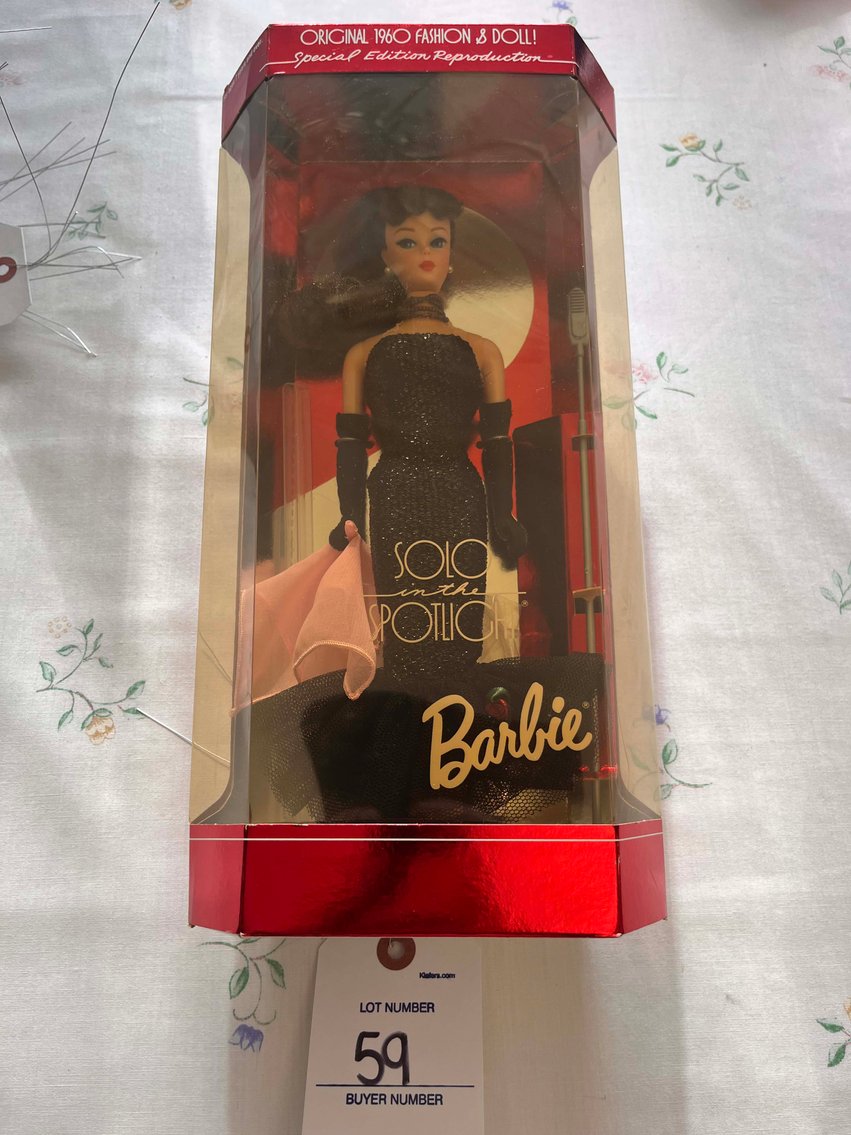 ORIGINAL 1960 FASHION & DOLL!
Special Edition Reproduction
SOLO
in the
SPOTLIGHT®
Barbie®
Kiefers.com
LOT NUMBER
59
BUYER NUMBER